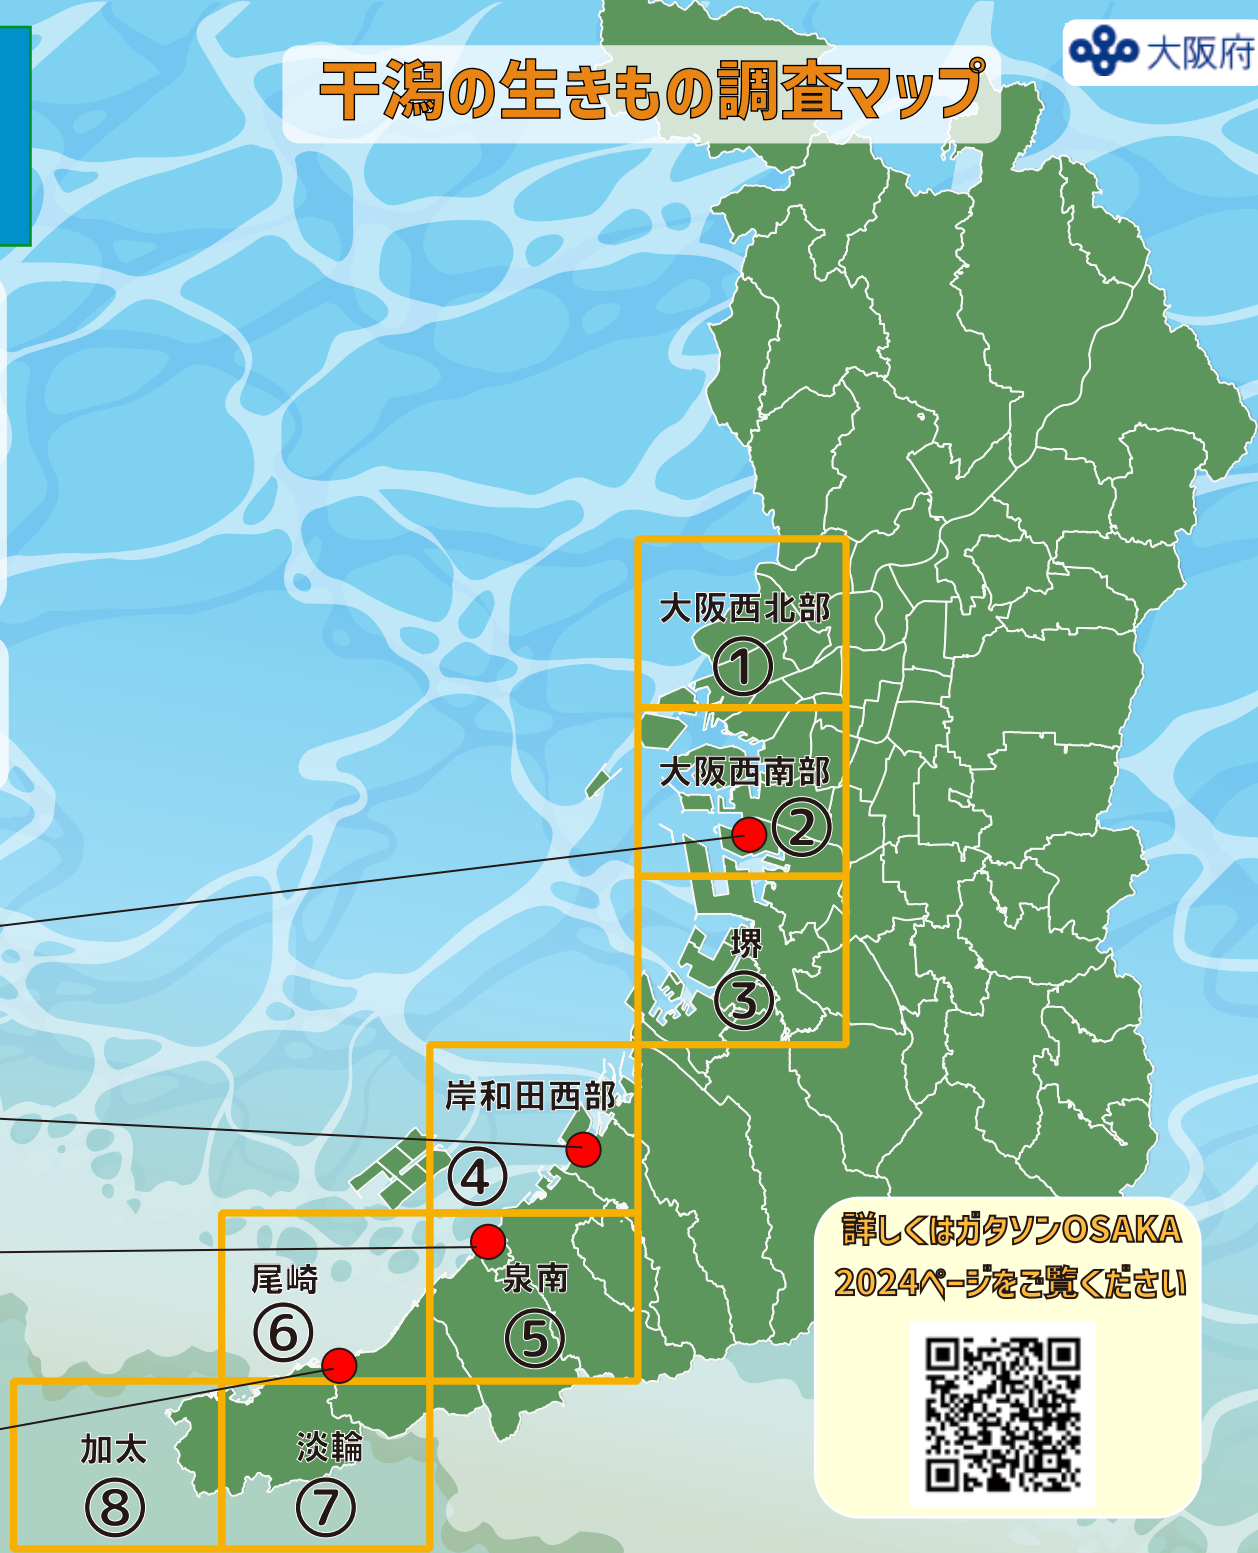 干潟の生きもの調査マップ
大阪府
大阪西北部
①
大阪西南部
②
堺
③
岸和田西部
④
尾崎
⑥
泉南
⑤
加太
⑧
淡輪
⑦
詳しくはガタソンOSAKA
2024ページをご覧ください